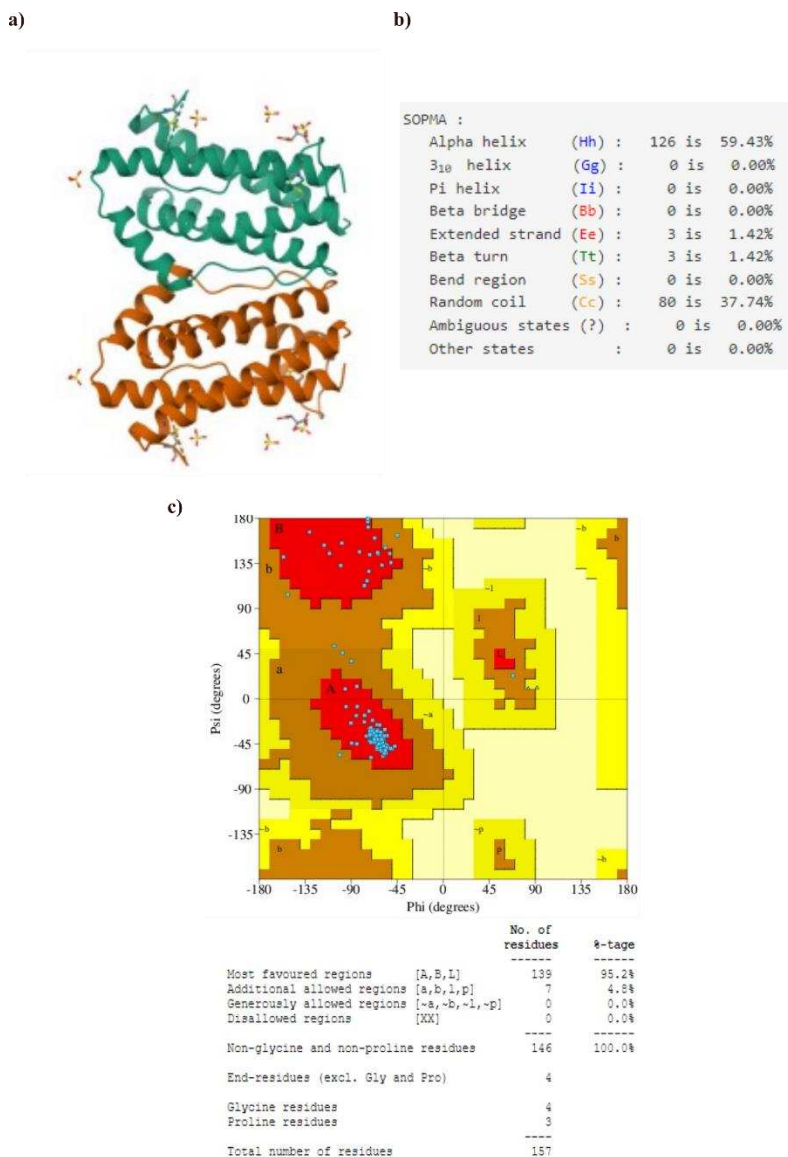 a)
b)
SOPMA :
Alpha helix (Hh) : 126 is 59.43%
3₁₀ helix (Gg) : 0 is 0.00%
Pi helix (Ii) : 0 is 0.00%
Beta bridge (Bb) : 0 is 0.00%
Extended strand (Ee) : 3 is 1.42%
Beta turn (Tt) : 3 is 1.42%
Bend region (Ss) : 0 is 0.00%
Random coil (Cc) : 80 is 37.74%
Ambiguous states (?) : 0 is 0.00%
Other states : 0 is 0.00%
c)
180
B
~b
b
135
b
~b
~l
90
l
45
a
L
A
0
~a
-45
-90
-135
~b
~p
b
p
~b
Psi (degrees)
-180 -135 -90 -45 0 45 90 135 180
Phi (degrees)
No. of
residues %-tage
------ ------
Most favoured regions [A,B,L] 139 95.2%
Additional allowed regions [a,b,l,p] 7 4.8%
Generously allowed regions [~a,~b,~l,~p] 0 0.0%
Disallowed regions [XX] 0 0.0%
---- ------
Non-glycine and non-proline residues 146 100.0%
End-residues (excl. Gly and Pro) 4
Glycine residues 4
Proline residues 3
----
Total number of residues 157